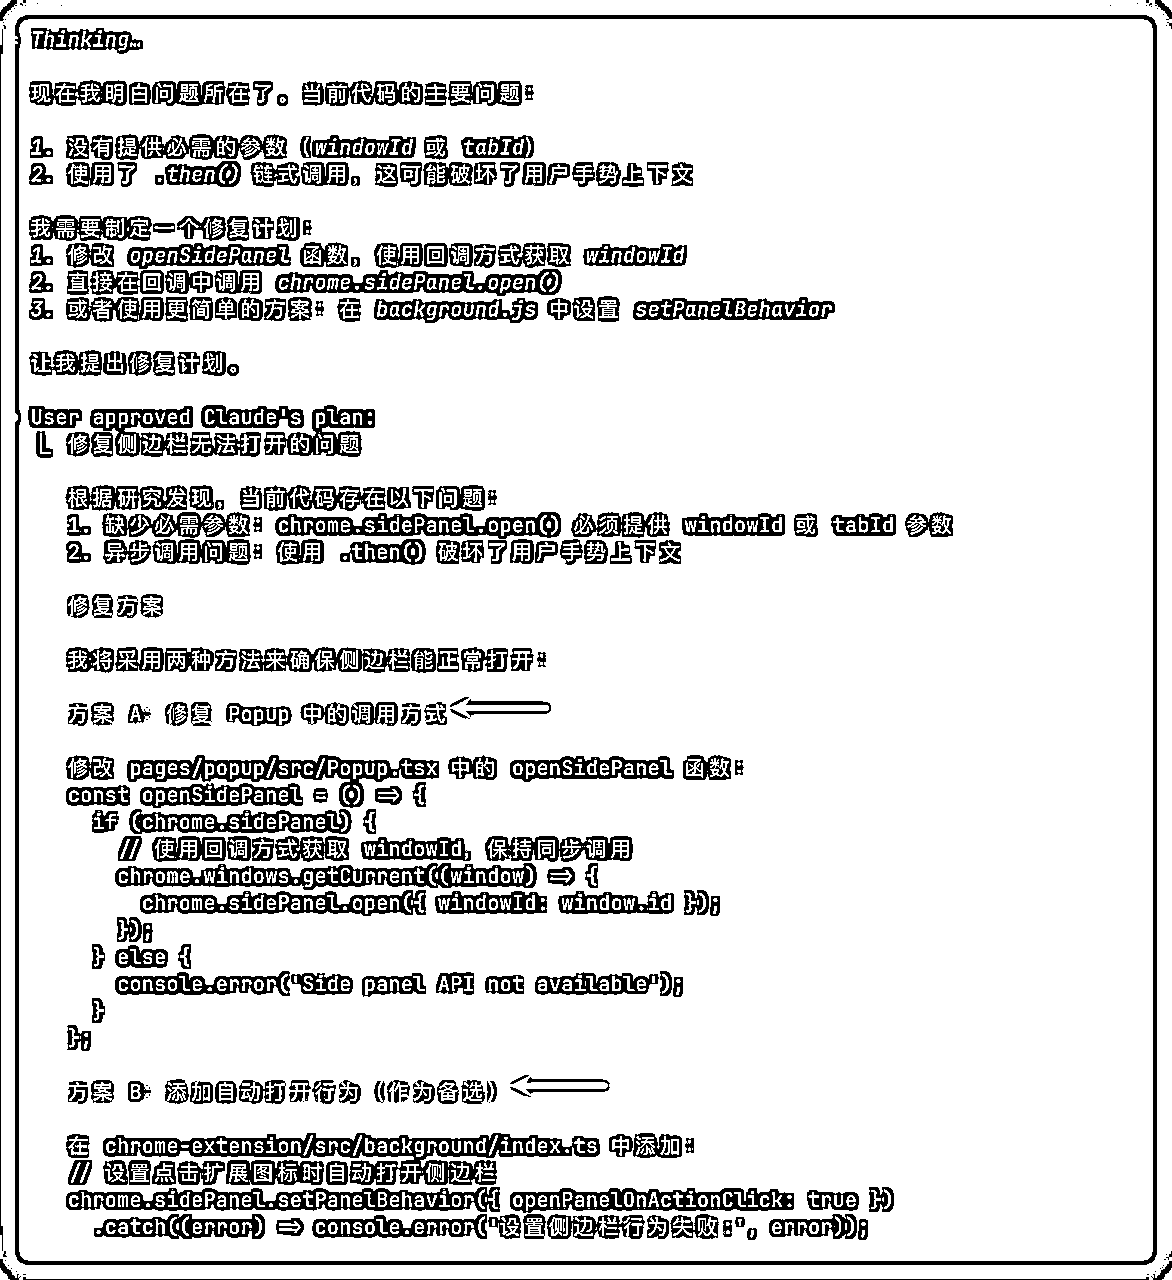 Thinking…
现在我明白问题所在了。当前代码的主要问题：
1. 没有提供必需的参数（windowId 或 tabId）
2. 使用了 .then() 链式调用，这可能破坏了用户手势上下文
我需要制定一个修复计划：
1. 修改 openSidePanel 函数，使用回调方式获取 windowId
2. 直接在回调中调用 chrome.sidePanel.open()
3. 或者使用更简单的方案：在 background.js 中设置 setPanelBehavior
让我提出修复计划。
User approved Claude's plan:
└ 修复侧边栏无法打开的问题
根据研究发现，当前代码存在以下问题：
1. 缺少必需参数：chrome.sidePanel.open() 必须提供 windowId 或 tabId 参数
2. 异步调用问题：使用 .then() 破坏了用户手势上下文
修复方案
我将采用两种方法来确保侧边栏能正常打开：
方案 A: 修复 Popup 中的调用方式
修改 pages/popup/src/Popup.tsx 中的 openSidePanel 函数：
const openSidePanel = () => {
if (chrome.sidePanel) {
// 使用回调方式获取 windowId，保持同步调用
chrome.windows.getCurrent((window) => {
chrome.sidePanel.open({ windowId: window.id });
});
} else {
console.error("Side panel API not available");
}
};
方案 B: 添加自动打开行为（作为备选）
在 chrome-extension/src/background/index.ts 中添加：
// 设置点击扩展图标时自动打开侧边栏
chrome.sidePanel.setPanelBehavior({ openPanelOnActionClick: true })
.catch((error) => console.error("设置侧边栏行为失败:", error));